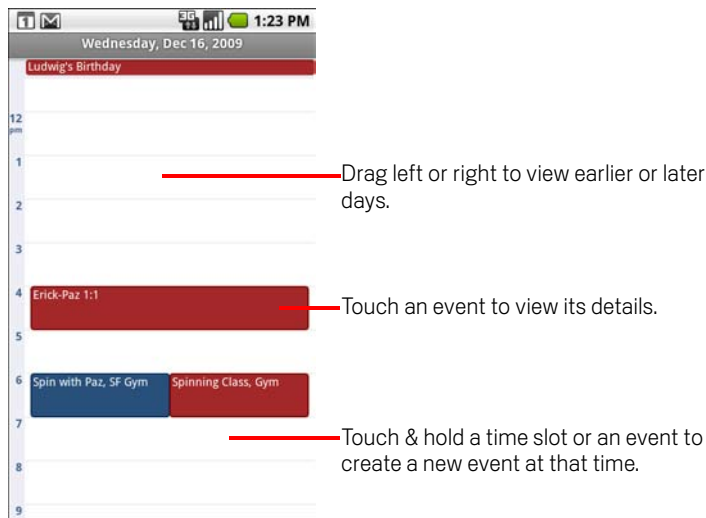 1 3G 1:23 PM
Wednesday, Dec 16, 2009
Ludwig's Birthday
12
pm
1
Drag left or right to view earlier or later
days.
2
3
4 Erick-Paz 1:1
Touch an event to view its details.
5
6 Spin with Paz, SF Gym Spinning Class, Gym
7
Touch & hold a time slot or an event to
create a new event at that time.
8
9